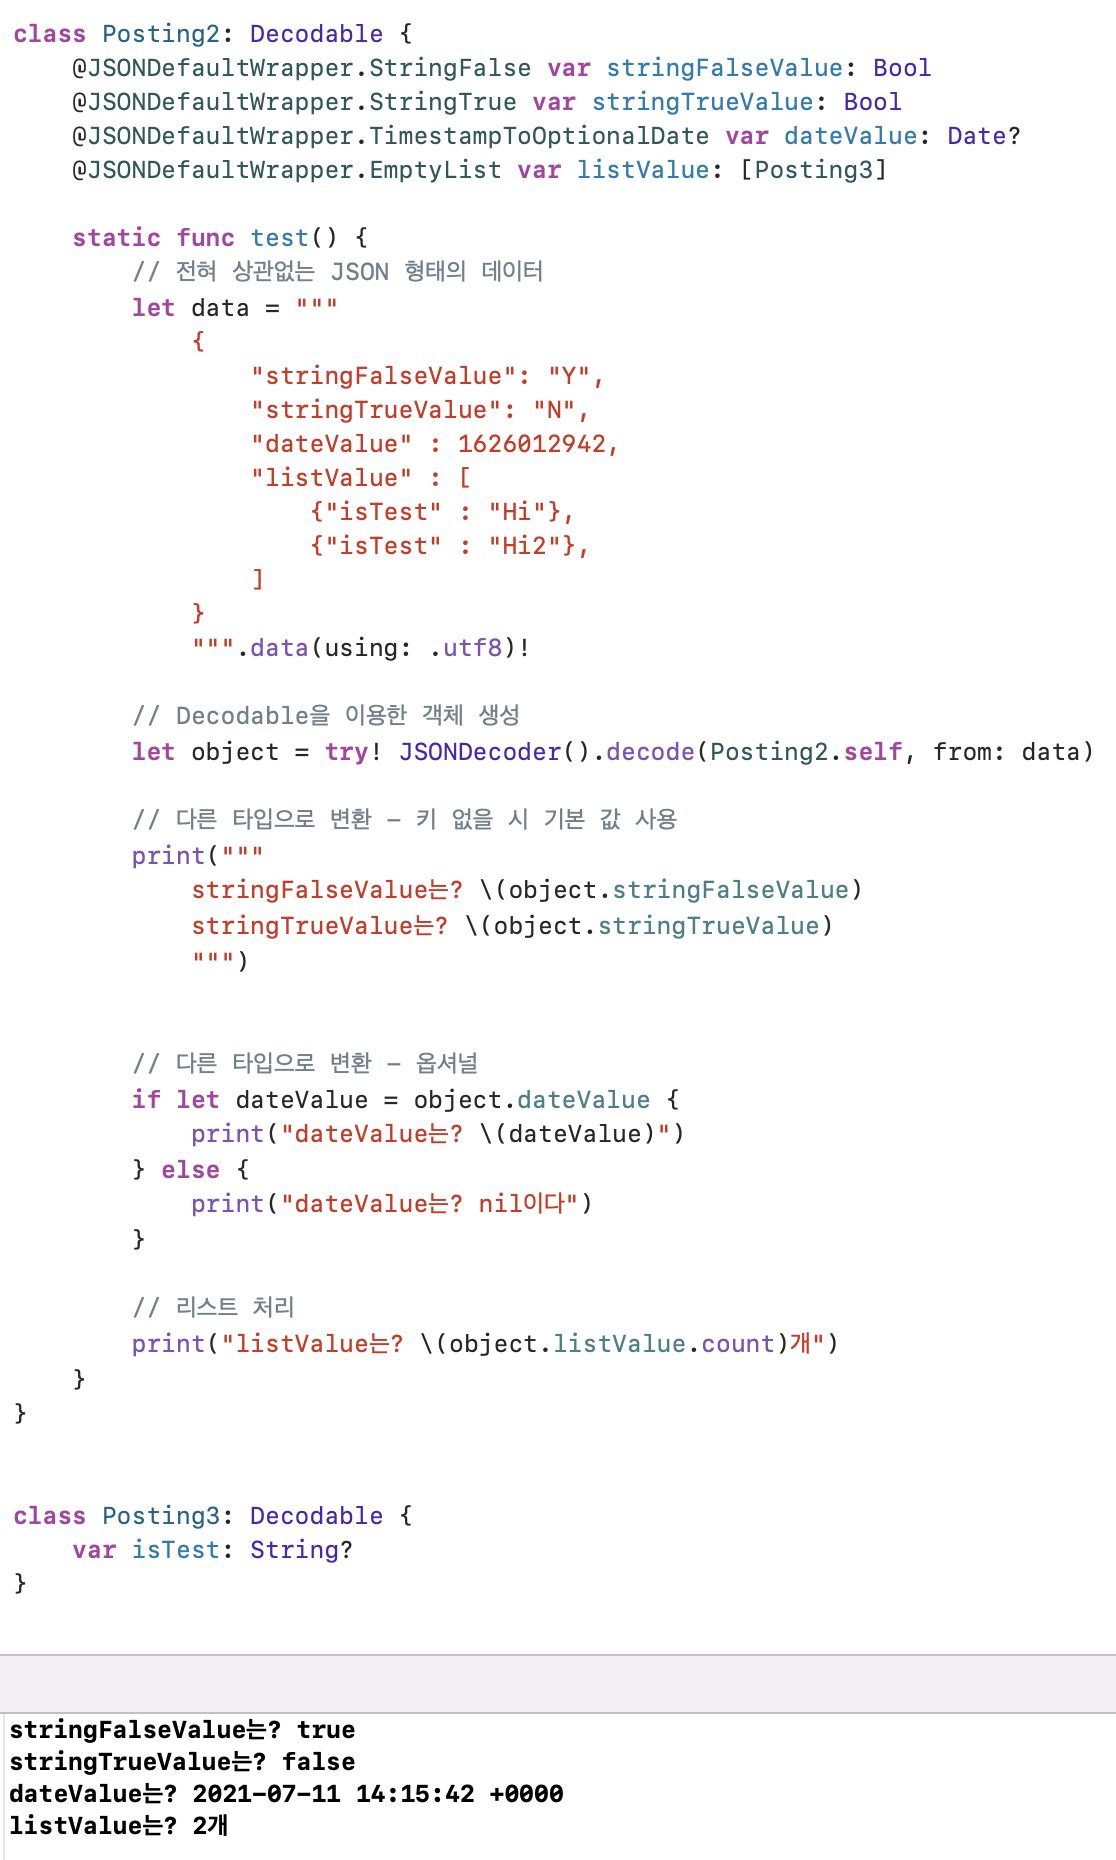 class Posting2: Decodable {
    @JSONDefaultWrapper.StringFalse var stringFalseValue: Bool
    @JSONDefaultWrapper.StringTrue var stringTrueValue: Bool
    @JSONDefaultWrapper.TimestampToOptionalDate var dateValue: Date?
    @JSONDefaultWrapper.EmptyList var listValue: [Posting3]
    static func test() {
        // 전혀 상관없는 JSON 형태의 데이터
        let data = """
            {
                "stringFalseValue": "Y",
                "stringTrueValue": "N",
                "dateValue" : 1626012942,
                "listValue" : [
                    {"isTest" : "Hi"},
                    {"isTest" : "Hi2"},
                ]
            }
            """.data(using: .utf8)!
        // Decodable을 이용한 객체 생성
        let object = try! JSONDecoder().decode(Posting2.self, from: data)
        // 다른 타입으로 변환 – 키 없을 시 기본 값 사용
        print("""
            stringFalseValue는? \(object.stringFalseValue)
            stringTrueValue는? \(object.stringTrueValue)
            """)
        // 다른 타입으로 변환 – 옵셔널
        if let dateValue = object.dateValue {
            print("dateValue는? \(dateValue)")
        } else {
            print("dateValue는? nil이다")
        }
        // 리스트 처리
        print("listValue는? \(object.listValue.count)개")
    }
}
class Posting3: Decodable {
    var isTest: String?
}
stringFalseValue는? true
stringTrueValue는? false
dateValue는? 2021-07-11 14:15:42 +0000
listValue는? 2개